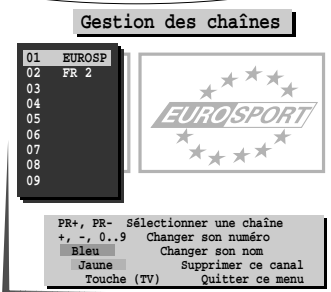 Gestion des chaînes
01 EUROSP
02 FR 2
03
04
05
06
07
08
09
EUROSPORT
PR+, PR- Sélectionner une chaîne
+, -, 0..9 Changer son numéro
Bleu Changer son nom
Jaune Supprimer ce canal
Touche (TV) Quitter ce menu